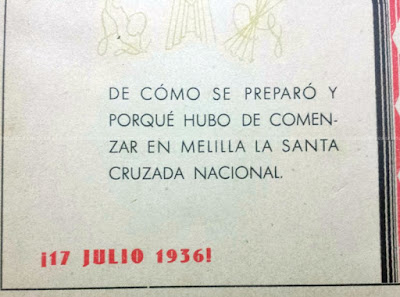 DE CÓMO SE PREPARÓ Y
PORQUÉ HUBO DE COMEN-
ZAR EN MELILLA LA SANTA
CRUZADA NACIONAL.
¡17 JULIO 1936!